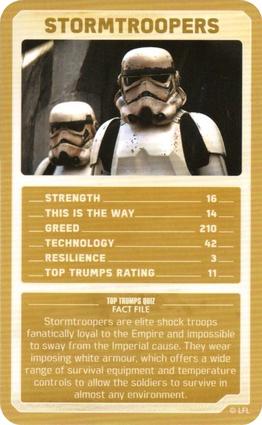 STORMTROOPERS
STRENGTH 16
THIS IS THE WAY 14
GREED 210
TECHNOLOGY 42
RESILIENCE 3
TOP TRUMPS RATING 11
TOP TRUMPS QUIZ
FACT FILE
Stormtroopers are elite shock troops
fanatically loyal to the Empire and impossible
to sway from the Imperial cause. They wear
imposing white armour, which offers a wide
range of survival equipment and temperature
controls to allow the soldiers to survive in
almost any environment.
© LFL